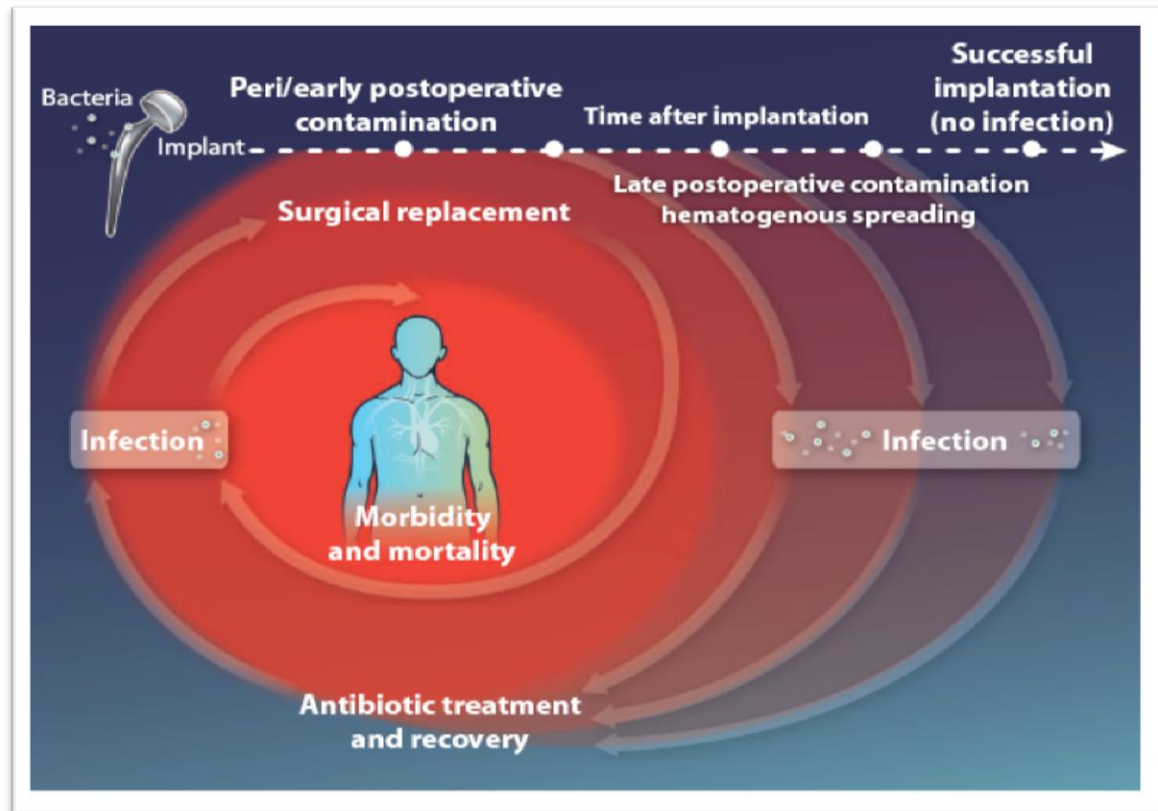 Bacteria
Implant
Peri/early postoperative
contamination
Time after implantation
Successful
implantation
(no infection)
Late postoperative contamination
hematogenous spreading
Surgical replacement
Infection
Infection
Morbidity
and mortality
Antibiotic treatment
and recovery